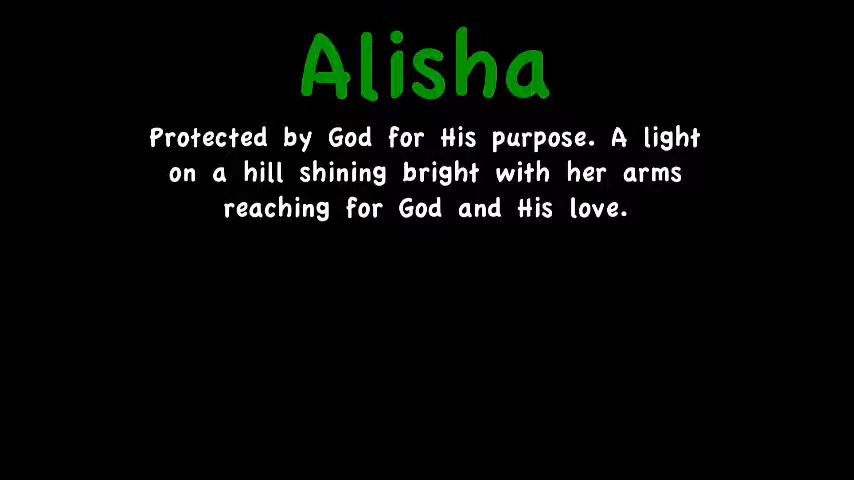 Alisha
Protected by God for His purpose. A light
on a hill shining bright with her arms
reaching for God and His love.